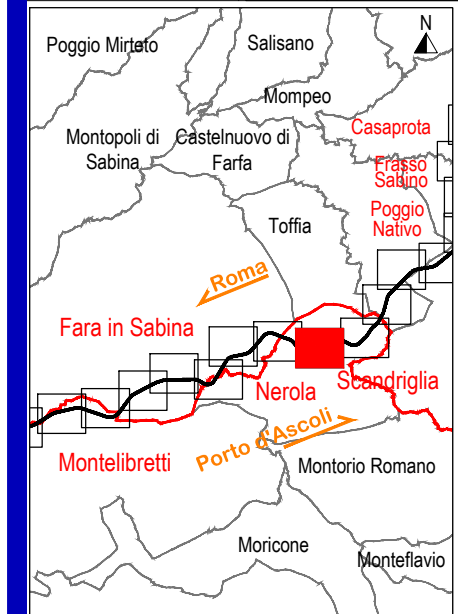 N
Poggio Mirteto
Salisano
Mompeo
Casaprota
Montopoli di
Sabina
Castelnuovo di
Farfa
Frasso
Sabino
Poggio
Nativo
Toffia
Roma
Fara in Sabina
Nerola
Scandriglia
Porto d'Ascoli
Montelibretti
Montorio Romano
Moricone
Monteflavio